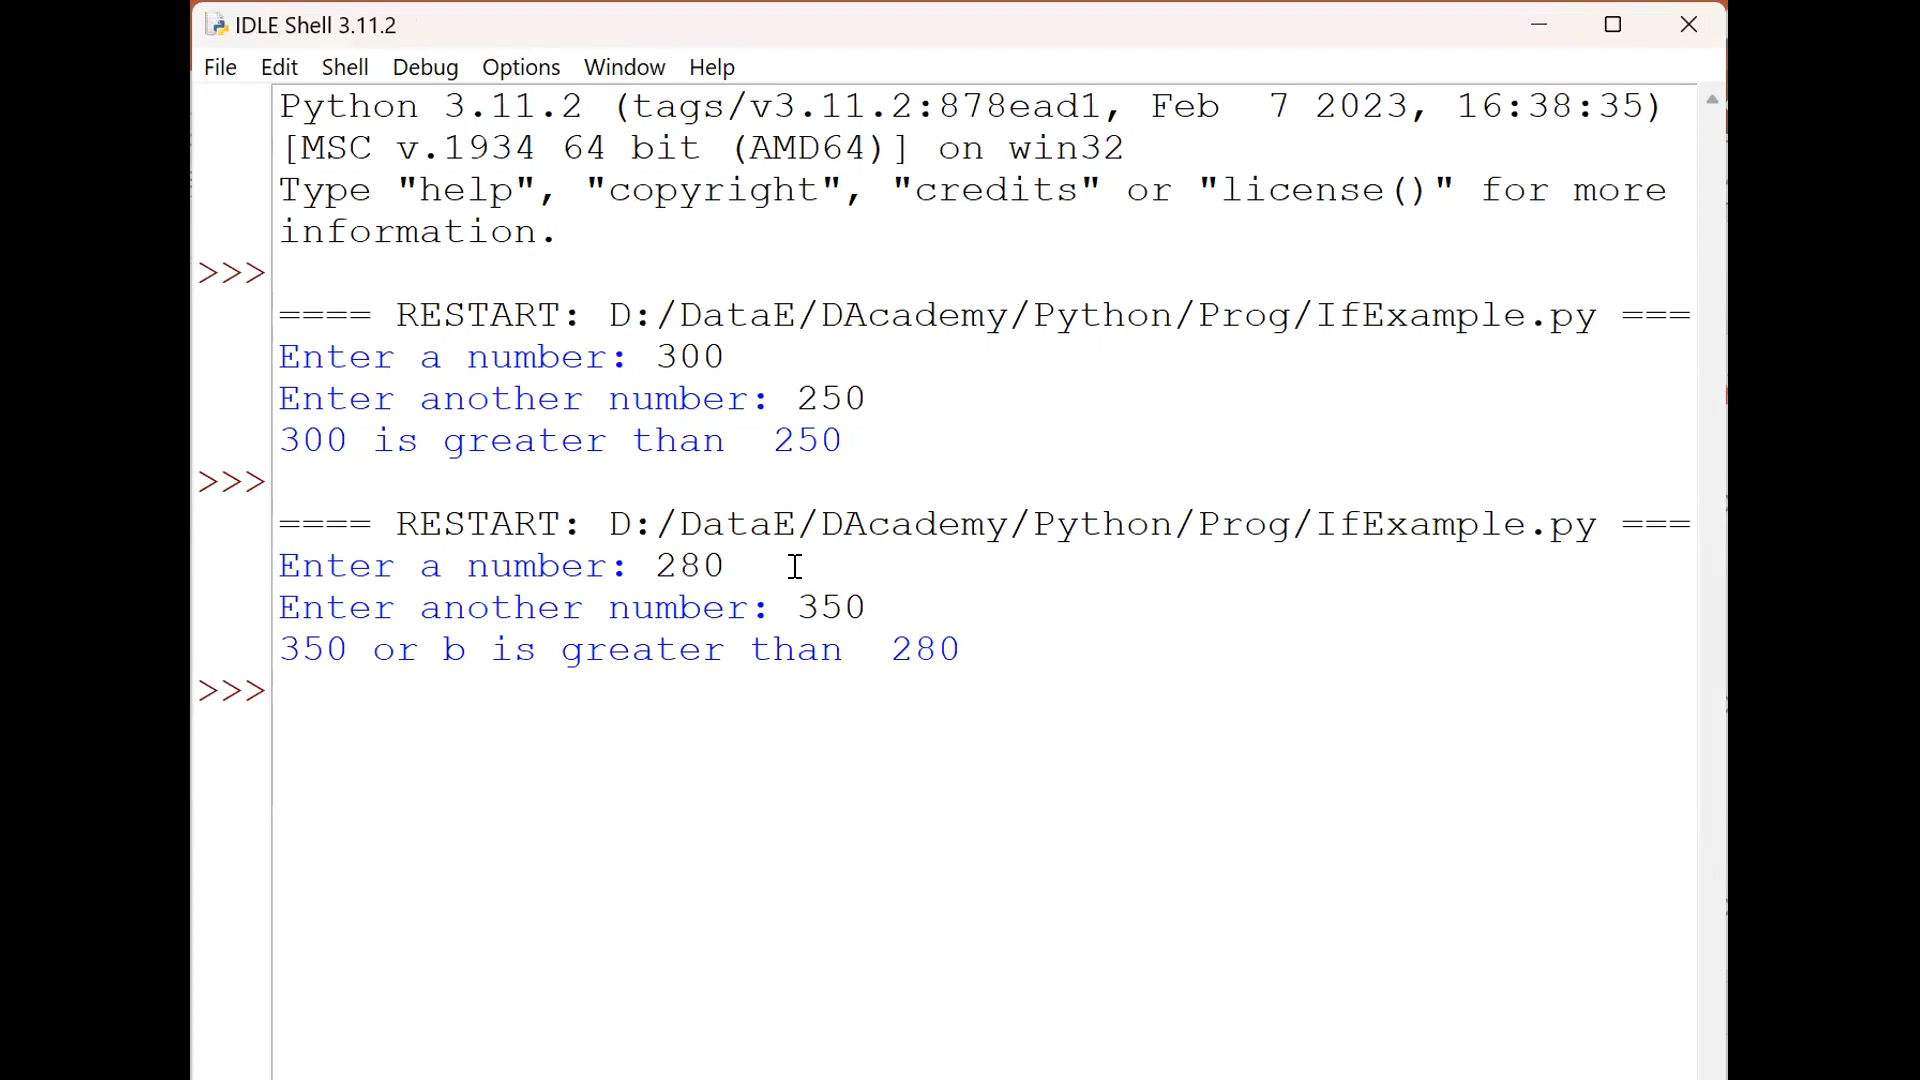 IDLE Shell 3.11.2
File Edit Shell Debug Options Window Help
Python 3.11.2 (tags/v3.11.2:878ead1, Feb  7 2023, 16:38:35)
[MSC v.1934 64 bit (AMD64)] on win32
Type "help", "copyright", "credits" or "license()" for more
information.
>>>
==== RESTART: D:/DataE/DAcademy/Python/Prog/IfExample.py ===
Enter a number: 300
Enter another number: 250
300 is greater than  250
>>>
==== RESTART: D:/DataE/DAcademy/Python/Prog/IfExample.py ===
Enter a number: 280
Enter another number: 350
350 or b is greater than  280
>>>